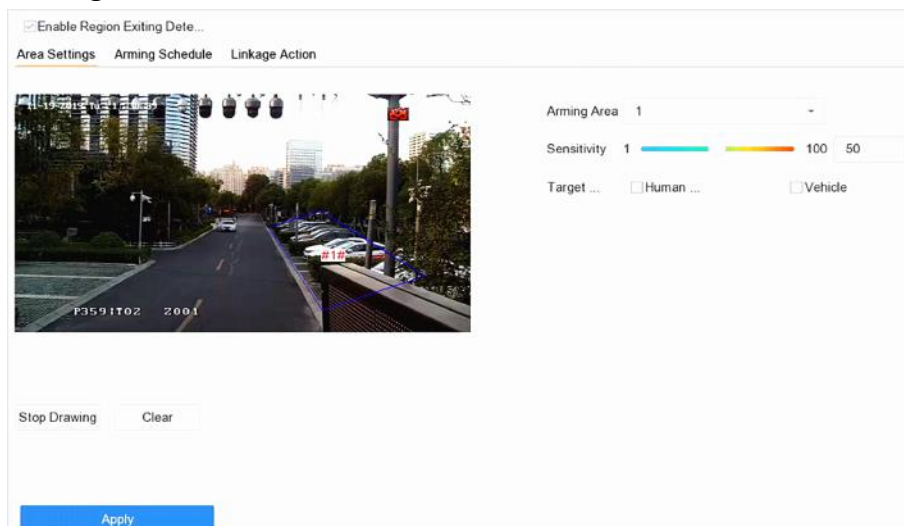 Enable Region Exiting Dete...
Area Settings Arming Schedule Linkage Action
Arming Area 1
Sensitivity 1 100 50
Target ... Human ... Vehicle
#1#
2001
Stop Drawing Clear
Apply